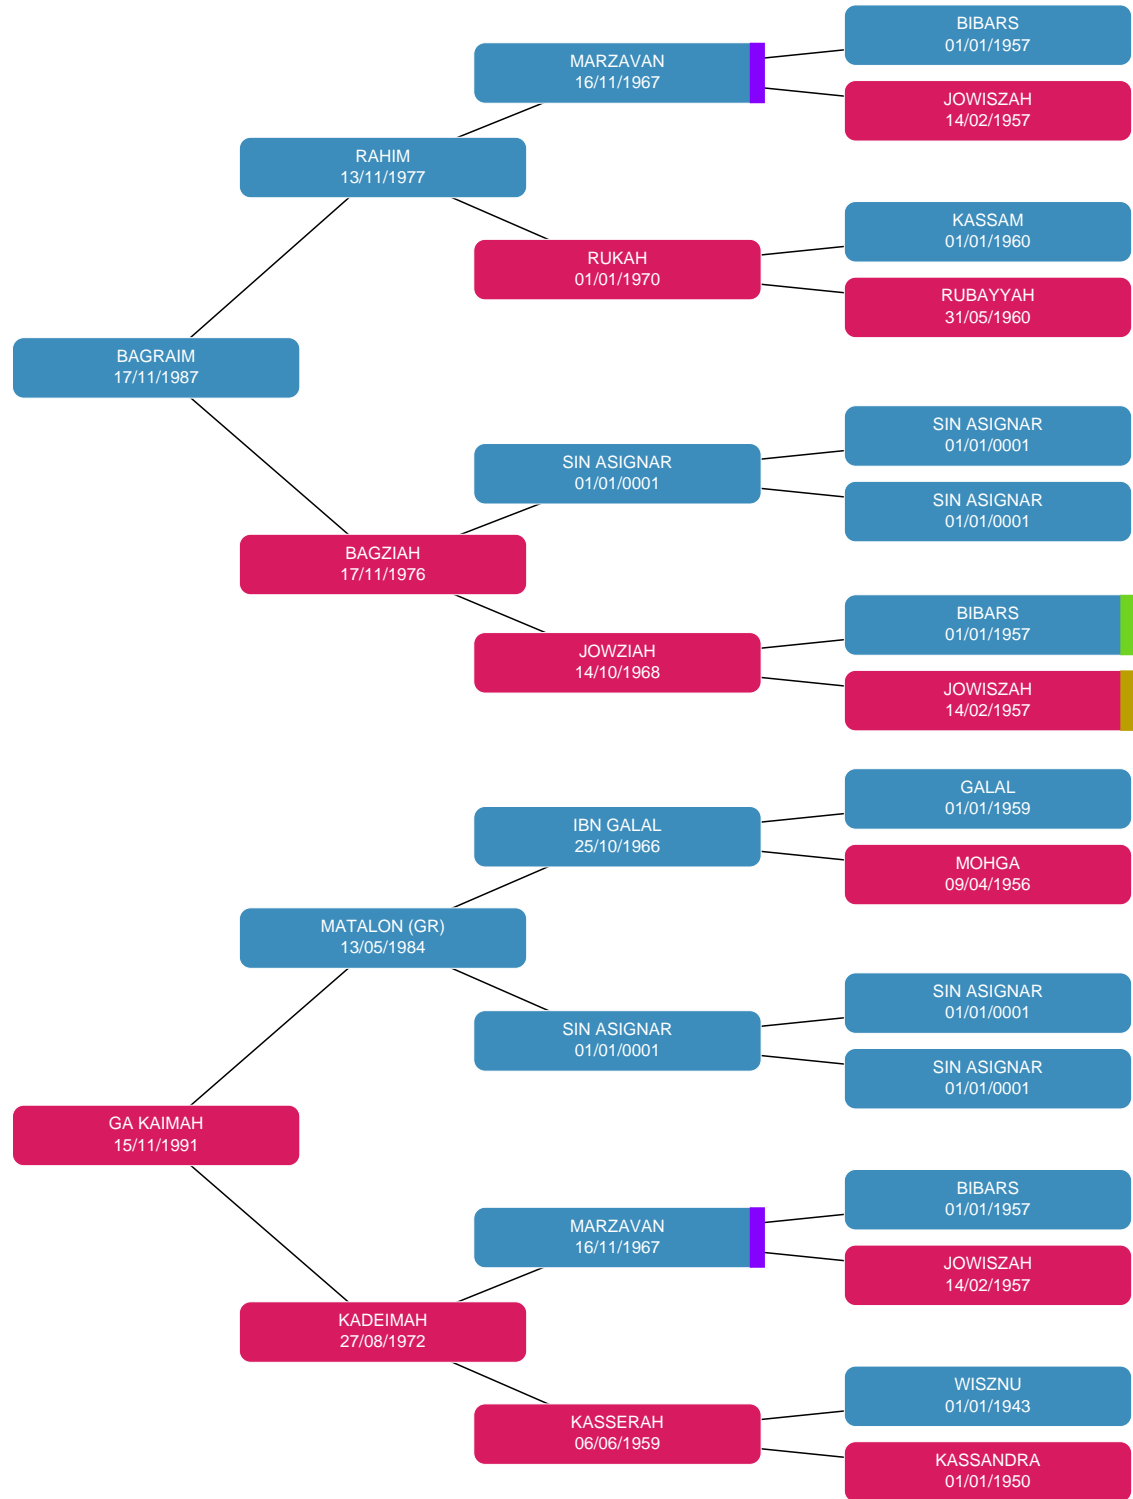 BIBARS
01/01/1957
MARZAVAN
16/11/1967
JOWISZAH
14/02/1957
RAHIM
13/11/1977
KASSAM
01/01/1960
RUKAH
01/01/1970
RUBAYYAH
31/05/1960
BAGRAIM
17/11/1987
SIN ASIGNAR
01/01/0001
SIN ASIGNAR
01/01/0001
SIN ASIGNAR
01/01/0001
BAGZIAH
17/11/1976
BIBARS
01/01/1957
JOWZIAH
14/10/1968
JOWISZAH
14/02/1957
GALAL
01/01/1959
IBN GALAL
25/10/1966
MOHGA
09/04/1956
MATALON (GR)
13/05/1984
SIN ASIGNAR
01/01/0001
SIN ASIGNAR
01/01/0001
SIN ASIGNAR
01/01/0001
GA KAIMAH
15/11/1991
BIBARS
01/01/1957
MARZAVAN
16/11/1967
JOWISZAH
14/02/1957
KADEIMAH
27/08/1972
WISZNU
01/01/1943
KASSERAH
06/06/1959
KASSANDRA
01/01/1950